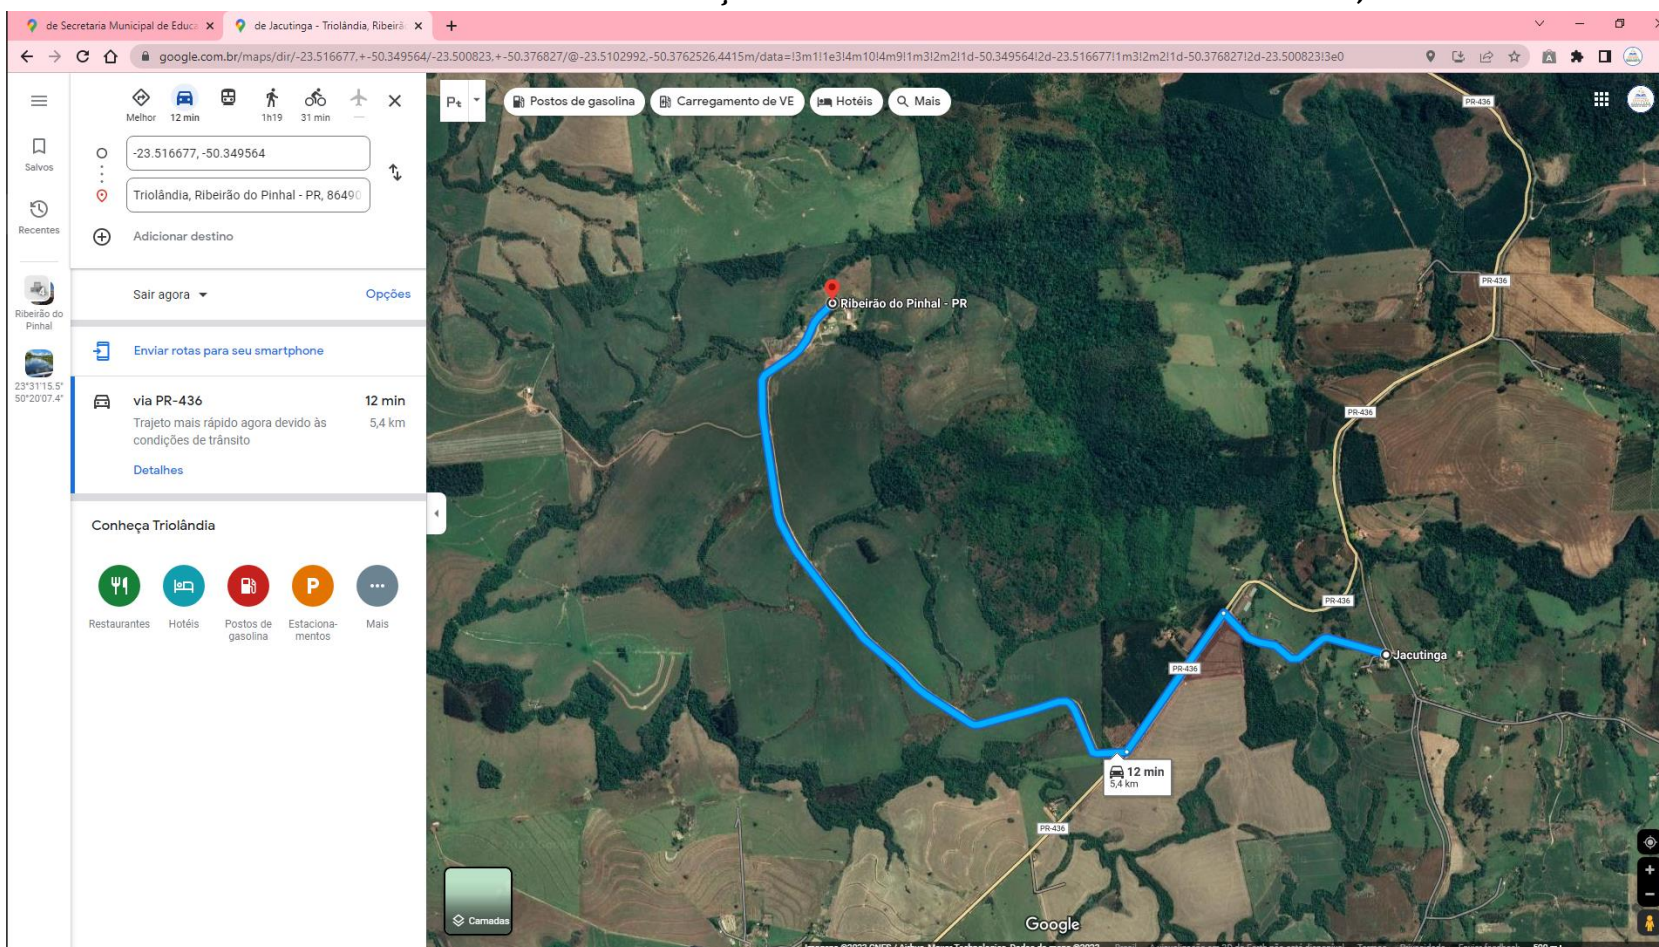 de Secretaria Municipal de Educa
de Jacutinga - Triolândia, Ribeirã
google.com.br/maps/dir/-23.516677,+-50.349564/-23.500823,+-50.376827/@-23.5102992,-50.3762526,4415m/data=!3m1!1e3!4m10!4m9!1m3!2m2!1d-50.349564!2d-23.516677!1m3!2m2!1d-50.376827!2d-23.500823!3e0
Melhor
12 min
1h19
31 min
Salvos
Recentes
Ribeirão do
Pinhal
23°31'15.5"
50°20'07.4"
-23.516677, -50.349564
Triolândia, Ribeirão do Pinhal - PR, 86490
Adicionar destino
Sair agora
Opções
Enviar rotas para seu smartphone
via PR-436
12 min
Trajeto mais rápido agora devido às
5,4 km
condições de trânsito
Detalhes
Conheça Triolândia
P
Restaurantes
Hotéis
Postos de
gasolina
Estaciona-
mentos
Mais
Postos de gasolina
Carregamento de VE
Hotéis
Mais
PR-436
PR-436
Ribeirão do Pinhal - PR
PR-436
PR-436
Jacutinga
PR-436
12 min
5,4 km
PR-436
Camadas
Google